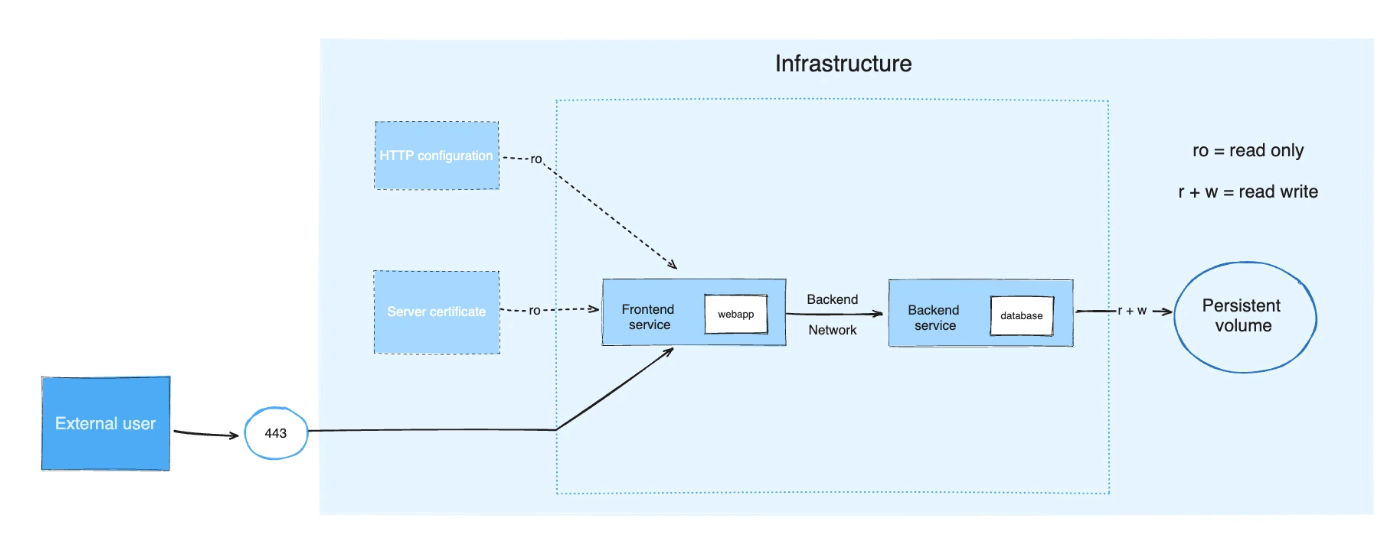 Infrastructure
HTTP configuration
ro
ro = read only
r + w = read write
Server certificate
ro
Frontend
service
webapp
Backend
Network
Backend
service
database
r + w
Persistent
volume
External user
443